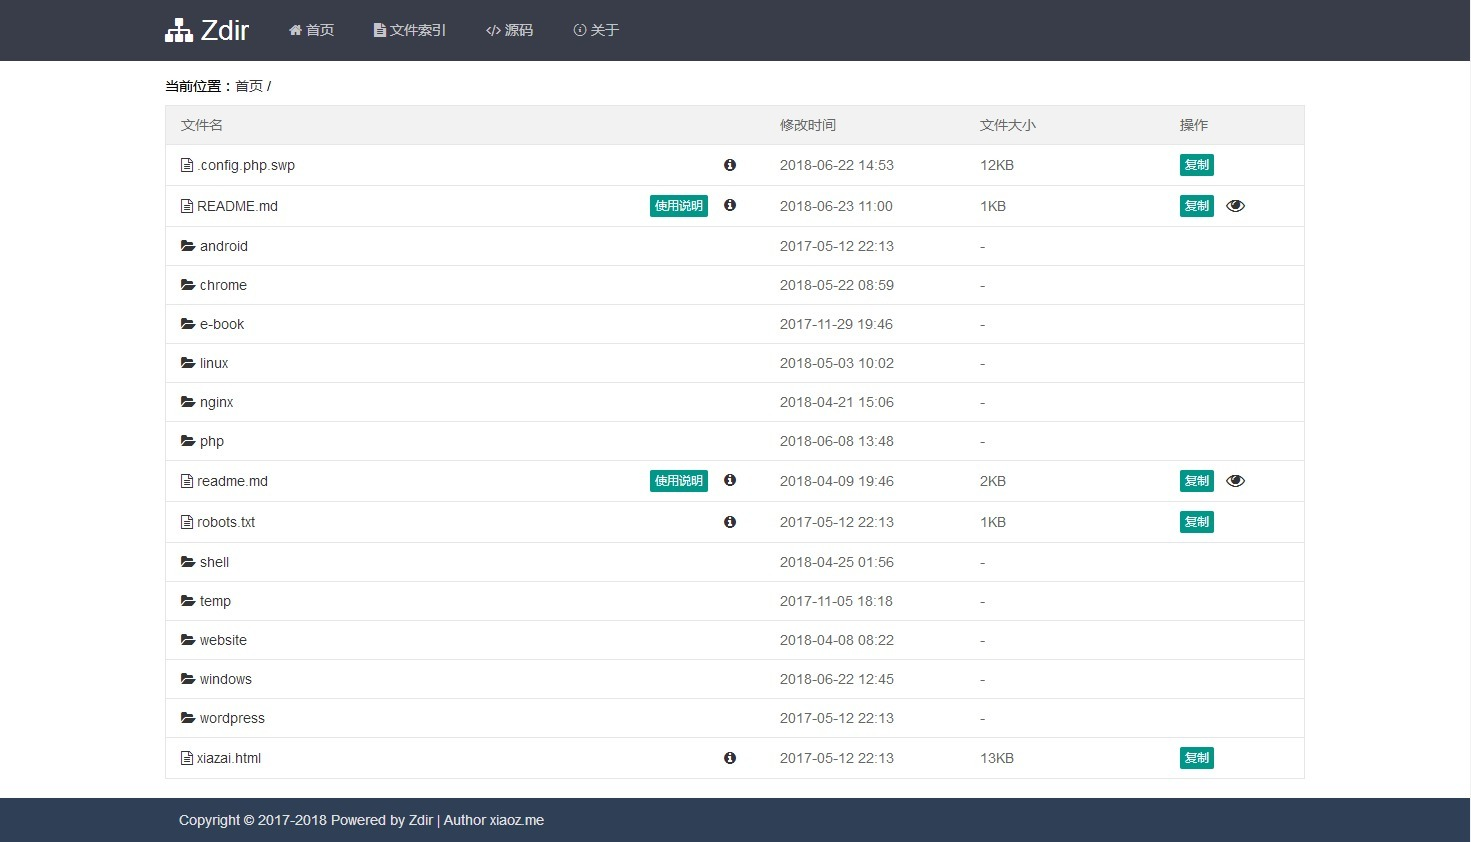 Zdir 首页 文件索引 源码 关于
当前位置：首页 /
文件名 修改时间 文件大小 操作
.config.php.swp 2018-06-22 14:53 12KB 复制
README.md 使用说明 2018-06-23 11:00 1KB 复制
android 2017-05-12 22:13 -
chrome 2018-05-22 08:59 -
e-book 2017-11-29 19:46 -
linux 2018-05-03 10:02 -
nginx 2018-04-21 15:06 -
php 2018-06-08 13:48 -
readme.md 使用说明 2018-04-09 19:46 2KB 复制
robots.txt 2017-05-12 22:13 1KB 复制
shell 2018-04-25 01:56 -
temp 2017-11-05 18:18 -
website 2018-04-08 08:22 -
windows 2018-06-22 12:45 -
wordpress 2017-05-12 22:13 -
xiazai.html 2017-05-12 22:13 13KB 复制
Copyright © 2017-2018 Powered by Zdir | Author xiaoz.me